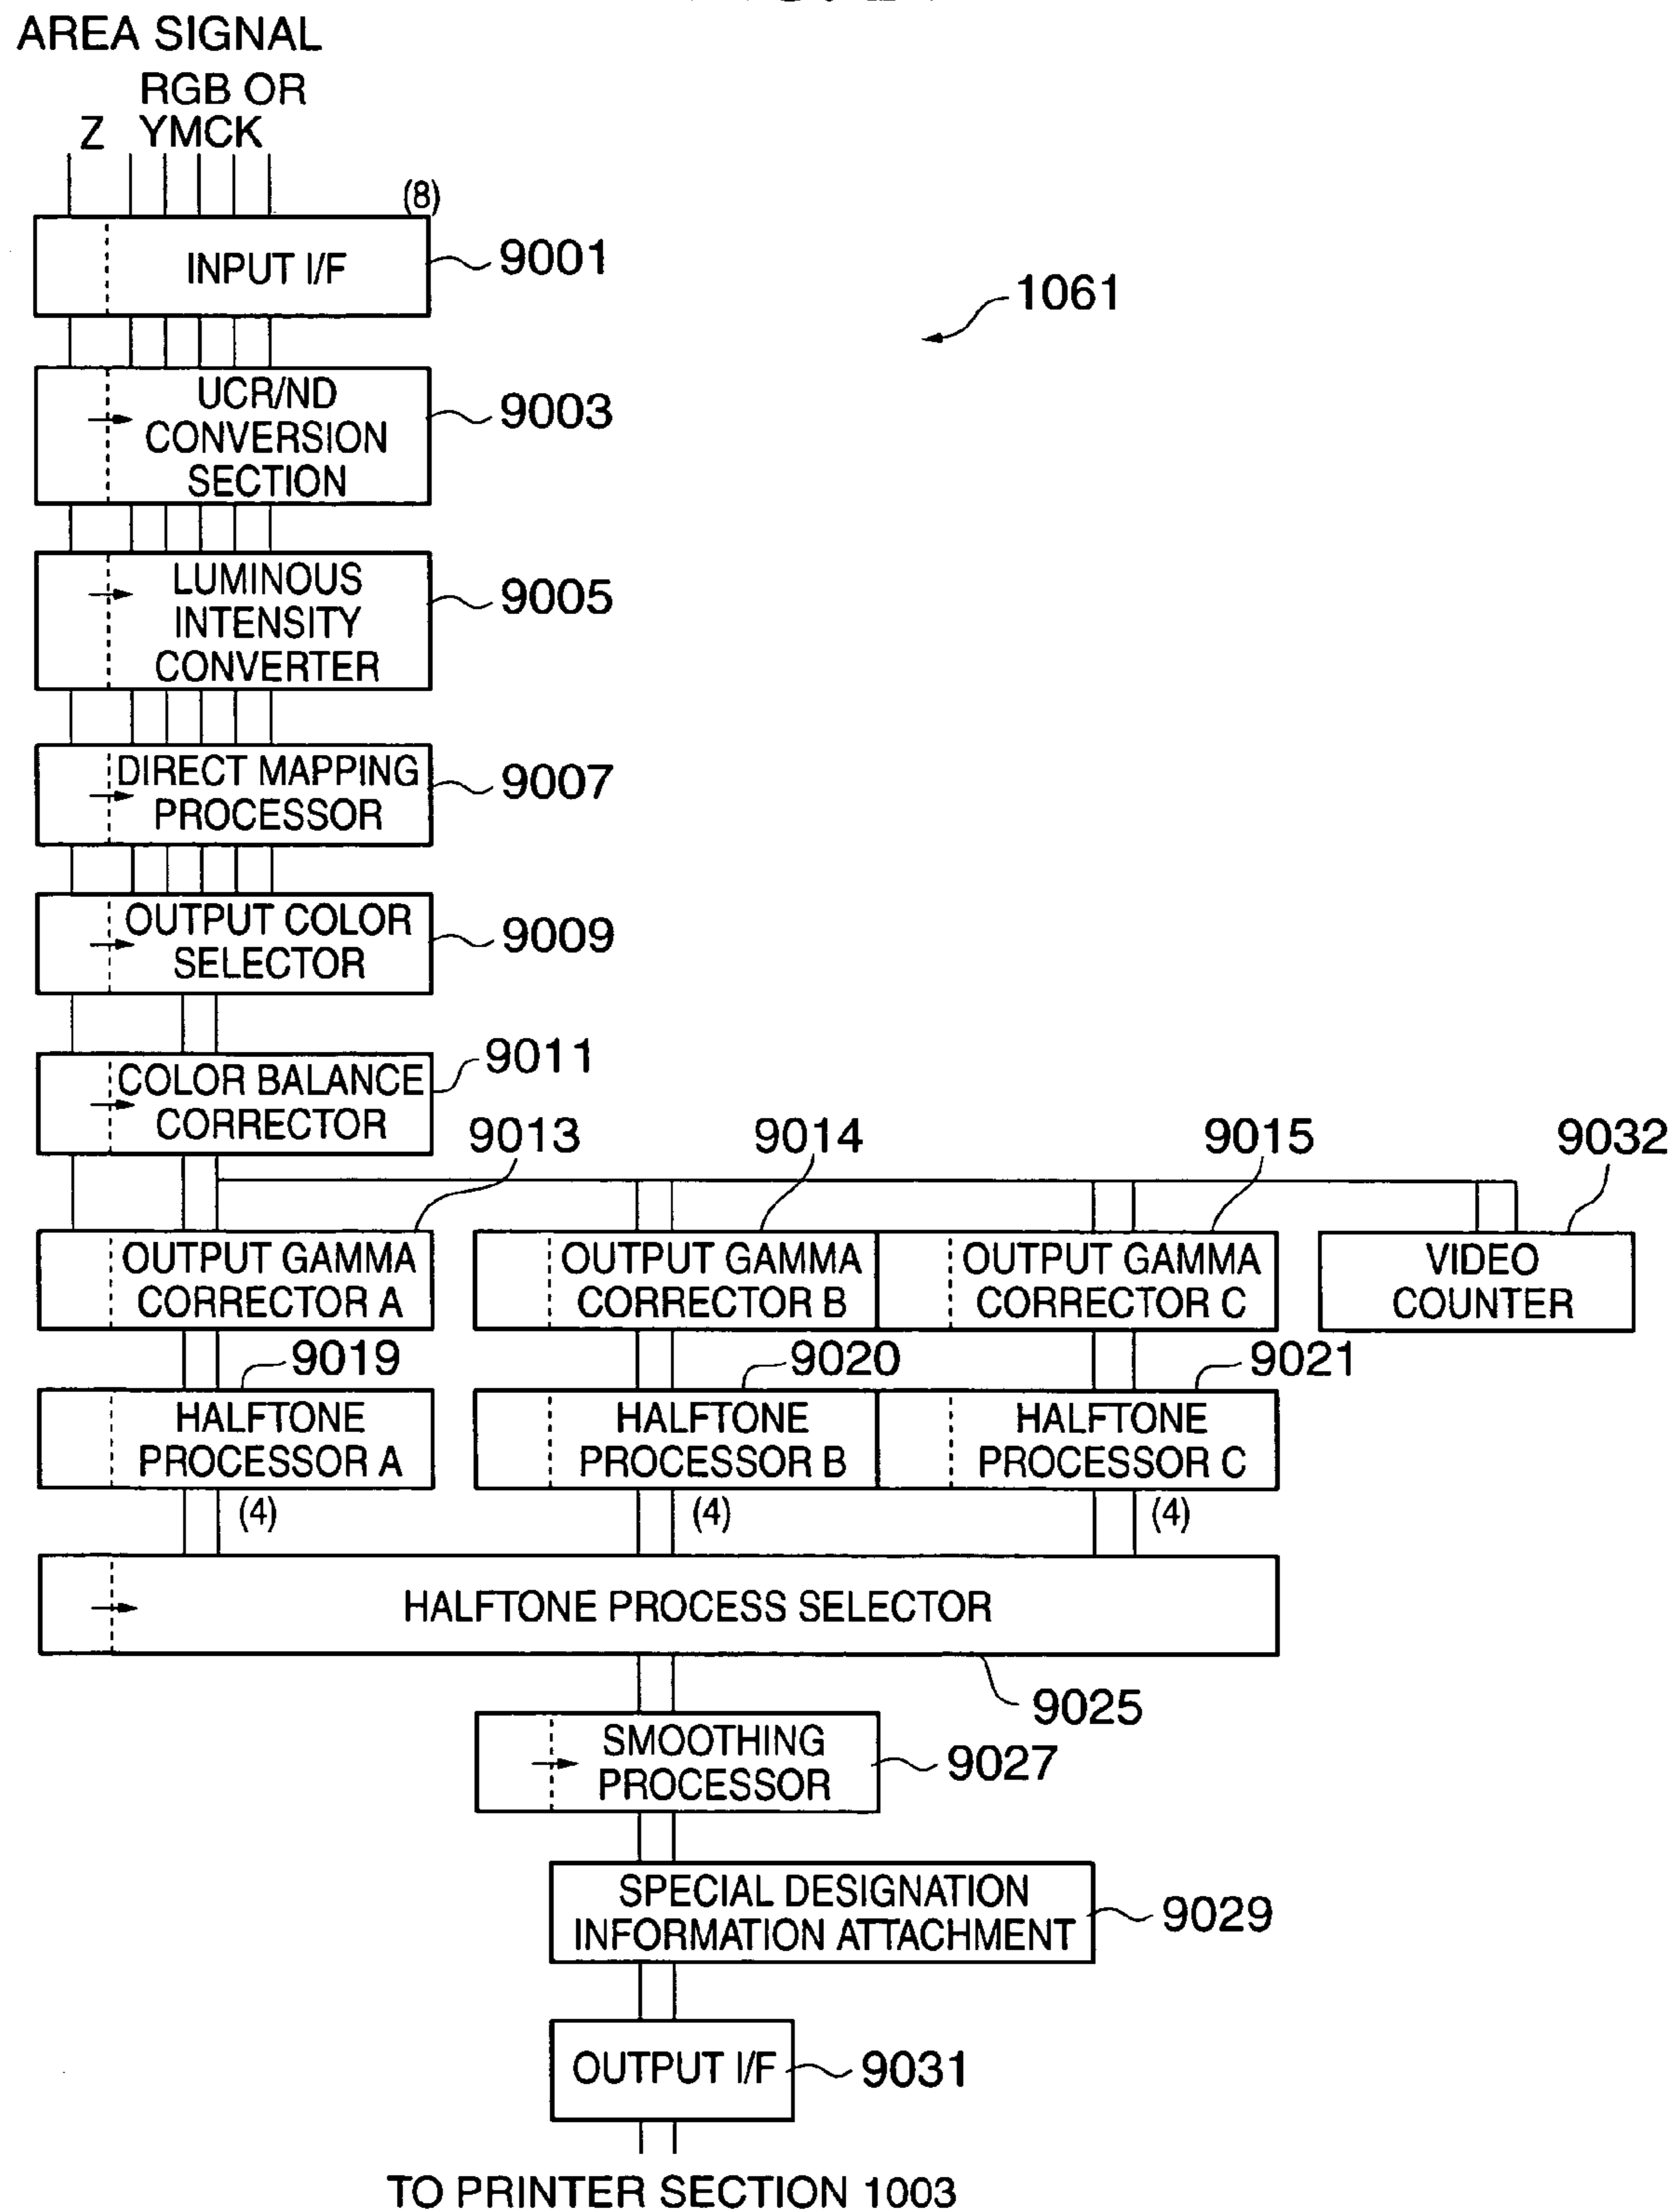 AREA SIGNAL
RGB OR
Z YMCK
(8)
INPUT I/F
9001
1061
UCR/ND
CONVERSION
SECTION
9003
LUMINOUS
INTENSITY
CONVERTER
9005
DIRECT MAPPING
PROCESSOR
9007
OUTPUT COLOR
SELECTOR
9009
COLOR BALANCE
CORRECTOR
9011
9013
9014
9015
9032
OUTPUT GAMMA
CORRECTOR A
OUTPUT GAMMA
CORRECTOR B
OUTPUT GAMMA
CORRECTOR C
VIDEO
COUNTER
9019
9020
9021
HALFTONE
PROCESSOR A
HALFTONE
PROCESSOR B
HALFTONE
PROCESSOR C
(4)
(4)
(4)
HALFTONE PROCESS SELECTOR
9025
SMOOTHING
PROCESSOR
9027
SPECIAL DESIGNATION
INFORMATION ATTACHMENT
9029
OUTPUT I/F
9031
TO PRINTER SECTION 1003